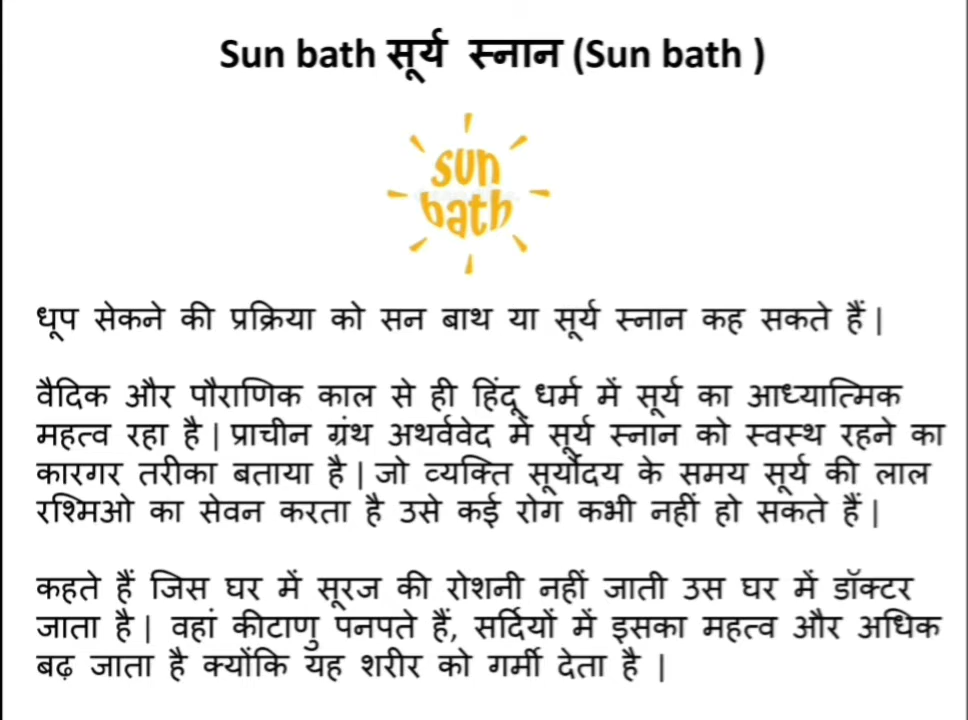 Sun bath सूर्य स्नान (Sun bath )
sun
bath
धूप सेकने की प्रक्रिया को सन बाथ या सूर्य स्नान कह सकते हैं |
वैदिक और पौराणिक काल से ही हिंदू धर्म में सूर्य का आध्यात्मिक
महत्व रहा है | प्राचीन ग्रंथ अथर्ववेद में सूर्य स्नान को स्वस्थ रहने का
कारगर तरीका बताया है | जो व्यक्ति सूर्योदय के समय सूर्य की लाल
रश्मिओ का सेवन करता है उसे कई रोग कभी नहीं हो सकते हैं |
कहते हैं जिस घर में सूरज की रोशनी नहीं जाती उस घर में डॉक्टर
जाता है | वहां कीटाणु पनपते हैं, सर्दियों में इसका महत्व और अधिक
बढ़ जाता है क्योंकि यह शरीर को गर्मी देता है |